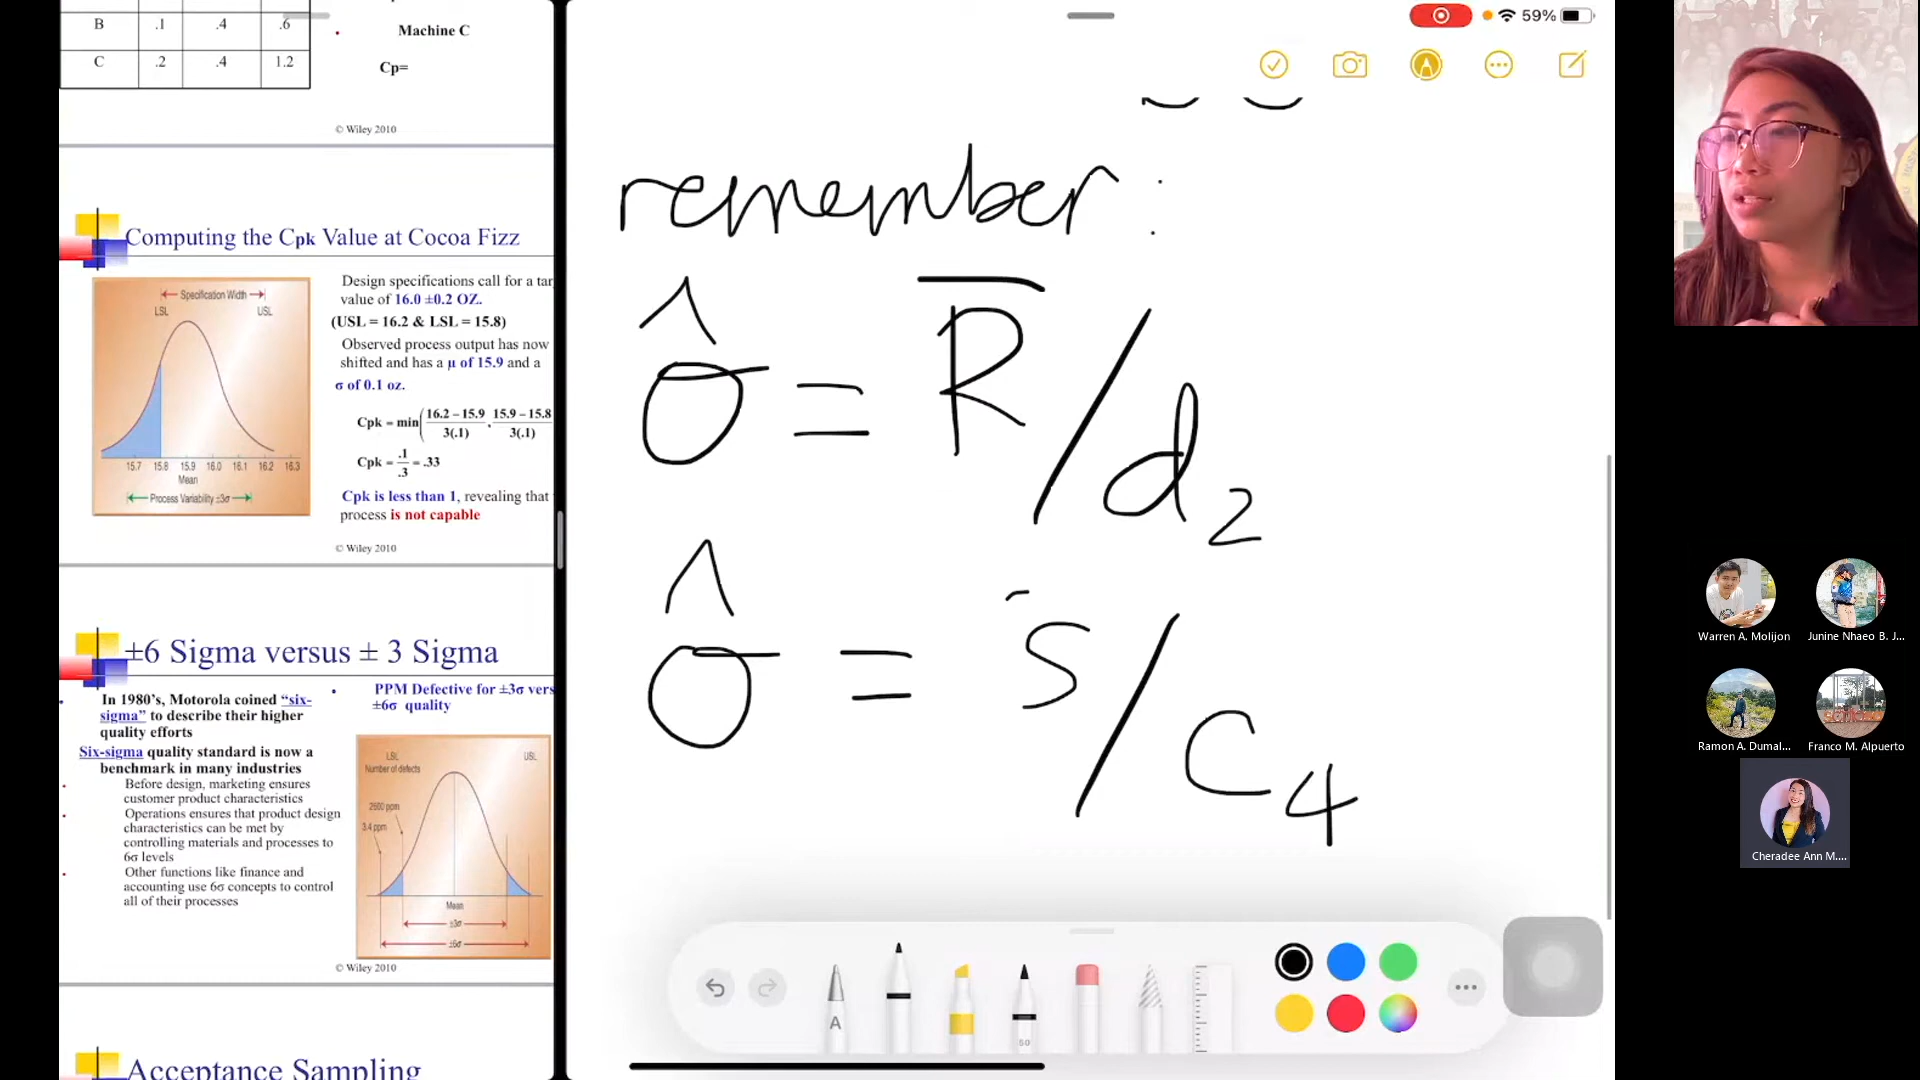 B .1 .4 .6
C .2 .4 1.2
Machine C
Cp=
© Wiley 2010
Computing the Cpk Value at Cocoa Fizz
Specification Width
LSL USL
15.7 15.8 15.9 16.0 16.1 16.2 16.3
Mean
Process Variability ±3σ
Design specifications call for a tar
value of 16.0 ±0.2 OZ.
(USL = 16.2 & LSL = 15.8)
Observed process output has now
shifted and has a µ of 15.9 and a
σ of 0.1 oz.
Cpk = min( 16.2 – 15.9 / 3(.1) , 15.9 – 15.8 / 3(.1)
Cpk = .1 / .3 = .33
Cpk is less than 1, revealing that
process is not capable
© Wiley 2010
±6 Sigma versus ± 3 Sigma
In 1980's, Motorola coined “six-
sigma” to describe their higher
quality efforts
Six-sigma quality standard is now a
benchmark in many industries
Before design, marketing ensures
customer product characteristics
Operations ensures that product design
characteristics can be met by
controlling materials and processes to
6σ levels
Other functions like finance and
accounting use 6σ concepts to control
all of their processes
PPM Defective for ±3σ vers
±6σ quality
LSL USL
Number of defects
2500 ppm
3.4 ppm
Mean
±3σ
±6σ
© Wiley 2010
Acceptance Sampling
59%
remember:
σ̂ = R̅/d₂
σ̂ = s̅/c₄
A
50
Warren A. Molijon
Junine Nhaeo B. J...
Ramon A. Dumal...
Franco M. Alpuerto
Cheradee Ann M....